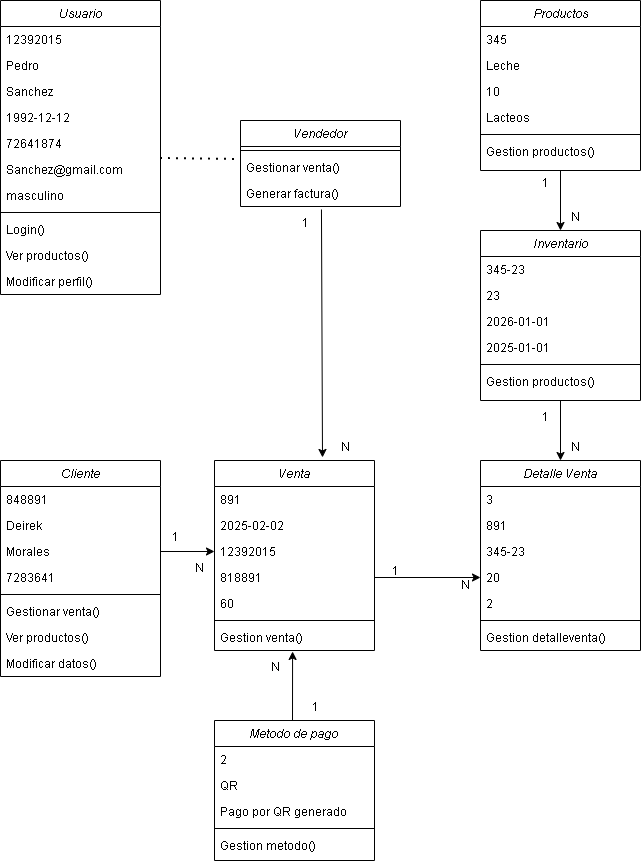 Usuario
12392015
Pedro
Sanchez
1992-12-12
72641874
Sanchez@gmail.com
masculino
Login()
Ver productos()
Modificar perfil()
Vendedor
Gestionar venta()
Generar factura()
1
N
Productos
345
Leche
10
Lacteos
Gestion productos()
1
N
Inventario
345-23
23
2026-01-01
2025-01-01
Gestion productos()
1
N
Cliente
848891
Deirek
Morales
7283641
Gestionar venta()
Ver productos()
Modificar datos()
1
N
Venta
891
2025-02-02
12392015
818891
60
Gestion venta()
1
N
Detalle Venta
3
891
345-23
20
2
Gestion detalleventa()
N
1
Metodo de pago
2
QR
Pago por QR generado
Gestion metodo()